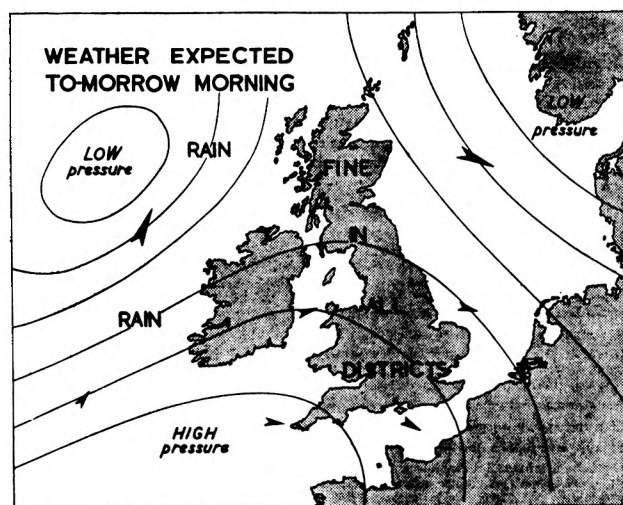 WEATHER EXPECTED
TO-MORROW MORNING
LOW
pressure
RAIN
LOW
pressure
FINE
IN
RAIN
ALL
DISTRICTS
HIGH
pressure